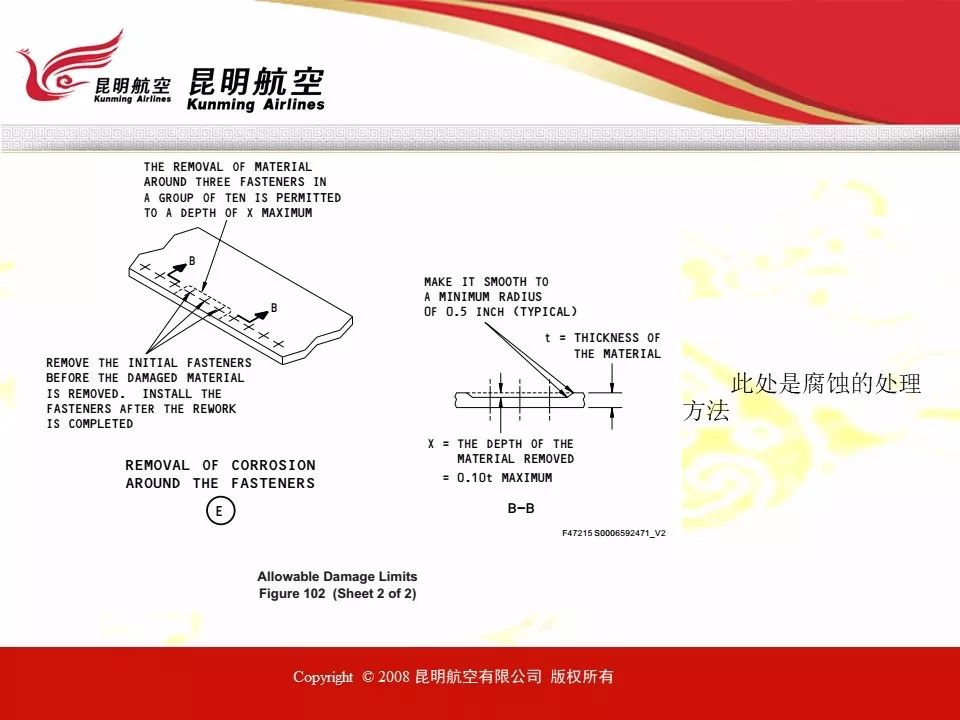 昆明航空
Kunming Airlines
昆明航空
Kunming Airlines
THE REMOVAL OF MATERIAL
AROUND THREE FASTENERS IN
A GROUP OF TEN IS PERMITTED
TO A DEPTH OF X MAXIMUM
B
B
REMOVE THE INITIAL FASTENERS
BEFORE THE DAMAGED MATERIAL
IS REMOVED. INSTALL THE
FASTENERS AFTER THE REWORK
IS COMPLETED
REMOVAL OF CORROSION
AROUND THE FASTENERS
E
MAKE IT SMOOTH TO
A MINIMUM RADIUS
OF 0.5 INCH (TYPICAL)
t = THICKNESS OF
THE MATERIAL
X = THE DEPTH OF THE
MATERIAL REMOVED
= 0.10t MAXIMUM
B-B
F47215 S0006592471_V2
Allowable Damage Limits
Figure 102 (Sheet 2 of 2)
此处是腐蚀的处理
方法
Copyright © 2008 昆明航空有限公司 版权所有